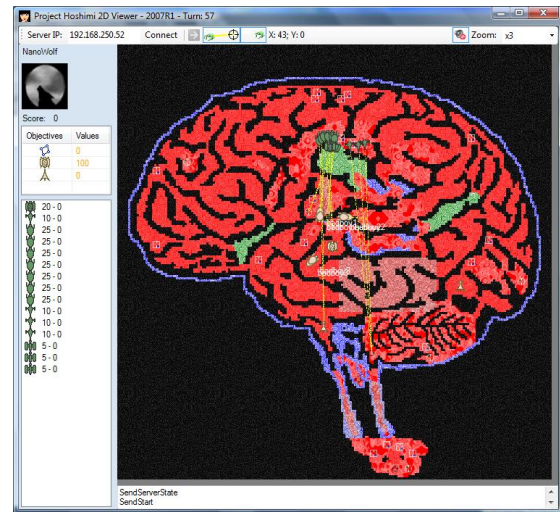 Project Hoshimi 2D Viewer - 2007R1 - Turn: 57
Server IP: 192.168.250.52 Connect X: 43; Y: 0 Zoom: x3
NanoWolf
Score: 0
Objectives Values
0
100
0
20 - 0
10 - 0
25 - 0
25 - 0
25 - 0
25 - 0
25 - 0
25 - 0
10 - 0
10 - 0
10 - 0
5 - 0
5 - 0
5 - 0
SendServerState
SendStart